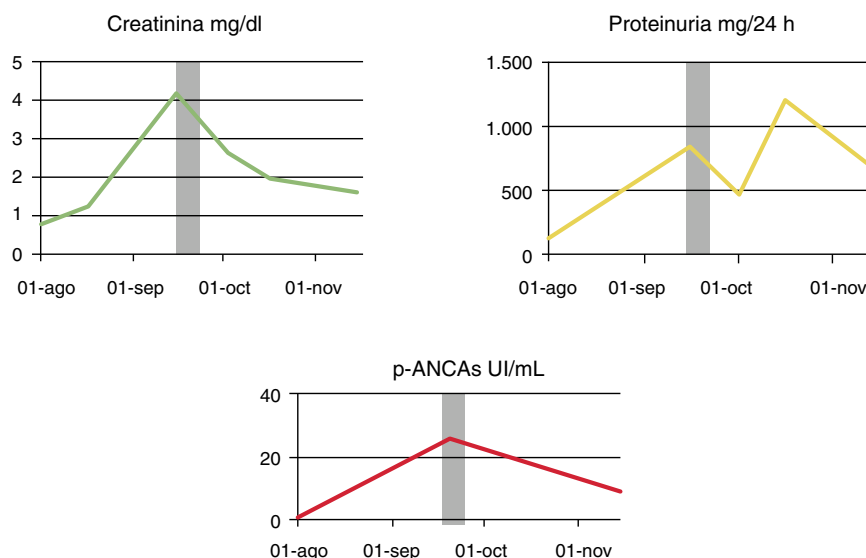 Creatinina mg/dl
5
4
3
2
1
0
01-ago 01-sep 01-oct 01-nov
Proteinuria mg/24 h
1.500
1.000
500
0
01-ago 01-sep 01-oct 01-nov
p-ANCAs UI/mL
40
20
0
01-ago 01-sep 01-oct 01-nov